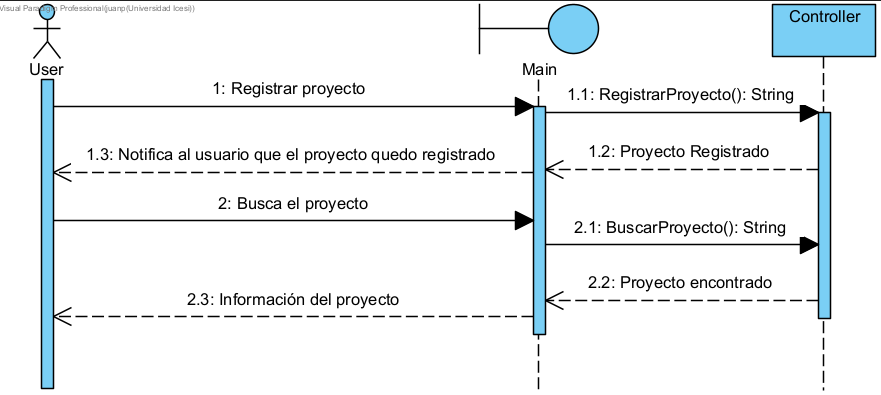 Visual Paradigm Professional(juanp(Universidad Icesi))
Controller
User
Main
1: Registrar proyecto
1.1: RegistrarProyecto(): String
1.3: Notifica al usuario que el proyecto quedo registrado
1.2: Proyecto Registrado
2: Busca el proyecto
2.1: BuscarProyecto(): String
2.2: Proyecto encontrado
2.3: Información del proyecto